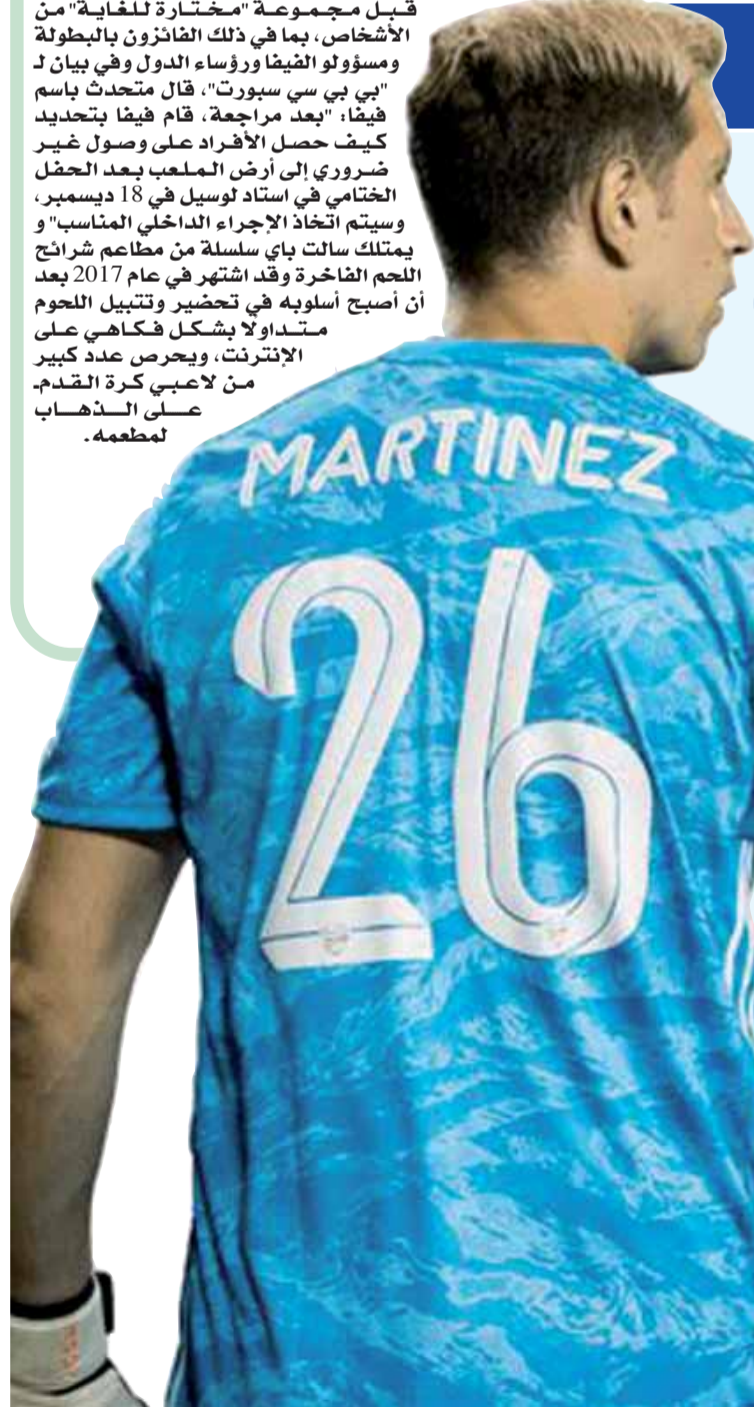 قبل مجموعة "مختارة للغاية" من
الأشخاص، بما في ذلك الفائزون بالبطولة
ومسؤولو الفيفا ورؤساء الدول وفي بيان لـ
"بي بي سي سبورت"، قال متحدث باسم
فيفا: "بعد مراجعة، قام فيفا بتحديد
كيف حصل الأفراد على وصول غير
ضروري إلى أرض الملعب بعد الحفل
الختامي في استاد لوسيل في 18 ديسمبر،
وسيتم اتخاذ الإجراء الداخلي المناسب" و
يمتلك سالت باي سلسلة من مطاعم شرائح
اللحم الفاخرة وقد اشتهر في عام 2017 بعد
أن أصبح أسلوبه في تحضير وتتبيل اللحوم
متداولا بشكل فكاهي على
الإنترنت، ويحرص عدد كبير
من لاعبي كرة القدم
على الذهاب
لمطعمه.
MARTINEZ
26